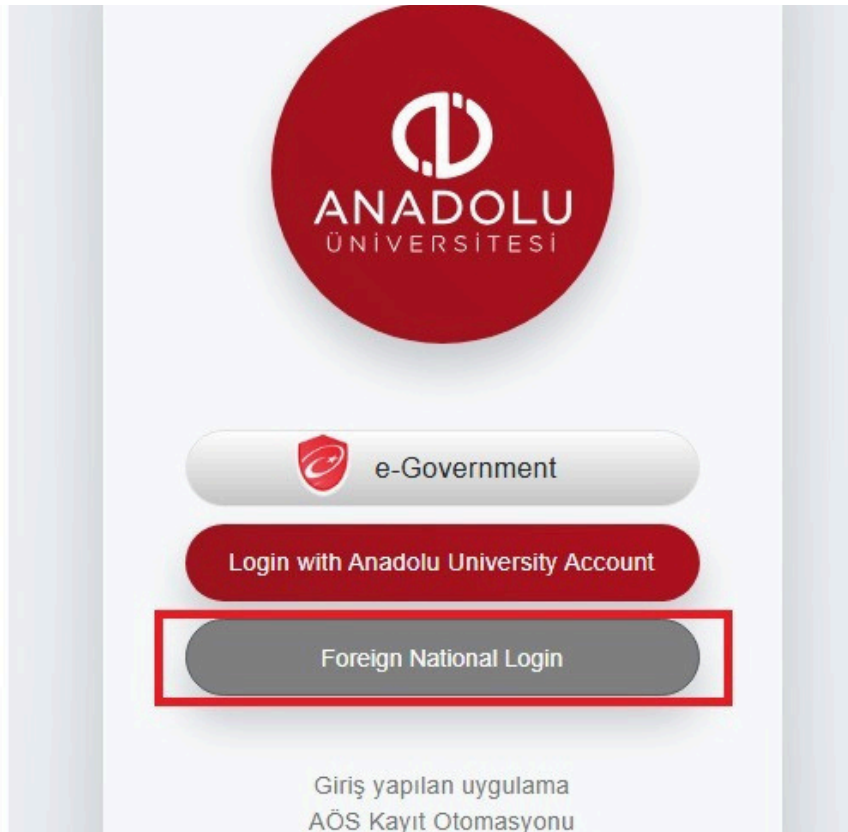 ANADOLU
ÜNİVERSİTESİ
e-Government
Login with Anadolu University Account
Foreign National Login
Giriş yapılan uygulama
AÖS Kayıt Otomasyonu